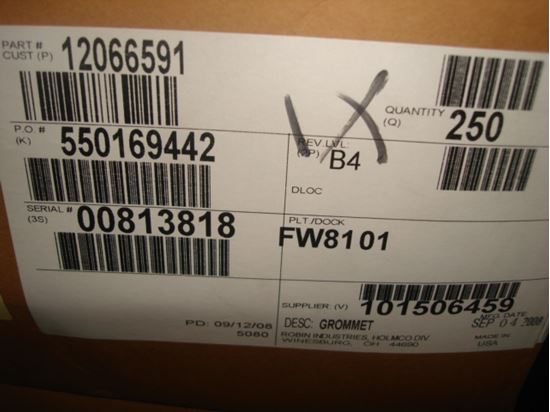 PART #
CUST (P) 12066591
QUANTITY
(Q) 250
P.O. #
(K) 550169442
REV. LVL:
B4
DLOC
SERIAL #
(3S) 00813818
PLT/DOCK
FW8101
SUPPLIER: (V) 101506459
PD: 09/12/08
5080
DESC: GROMMET
MFG. DATE:
SEP 04 2008
ROBIN INDUSTRIES, HOLMCO.DIV.
WINESBURG, OH 44690
MADE IN
USA